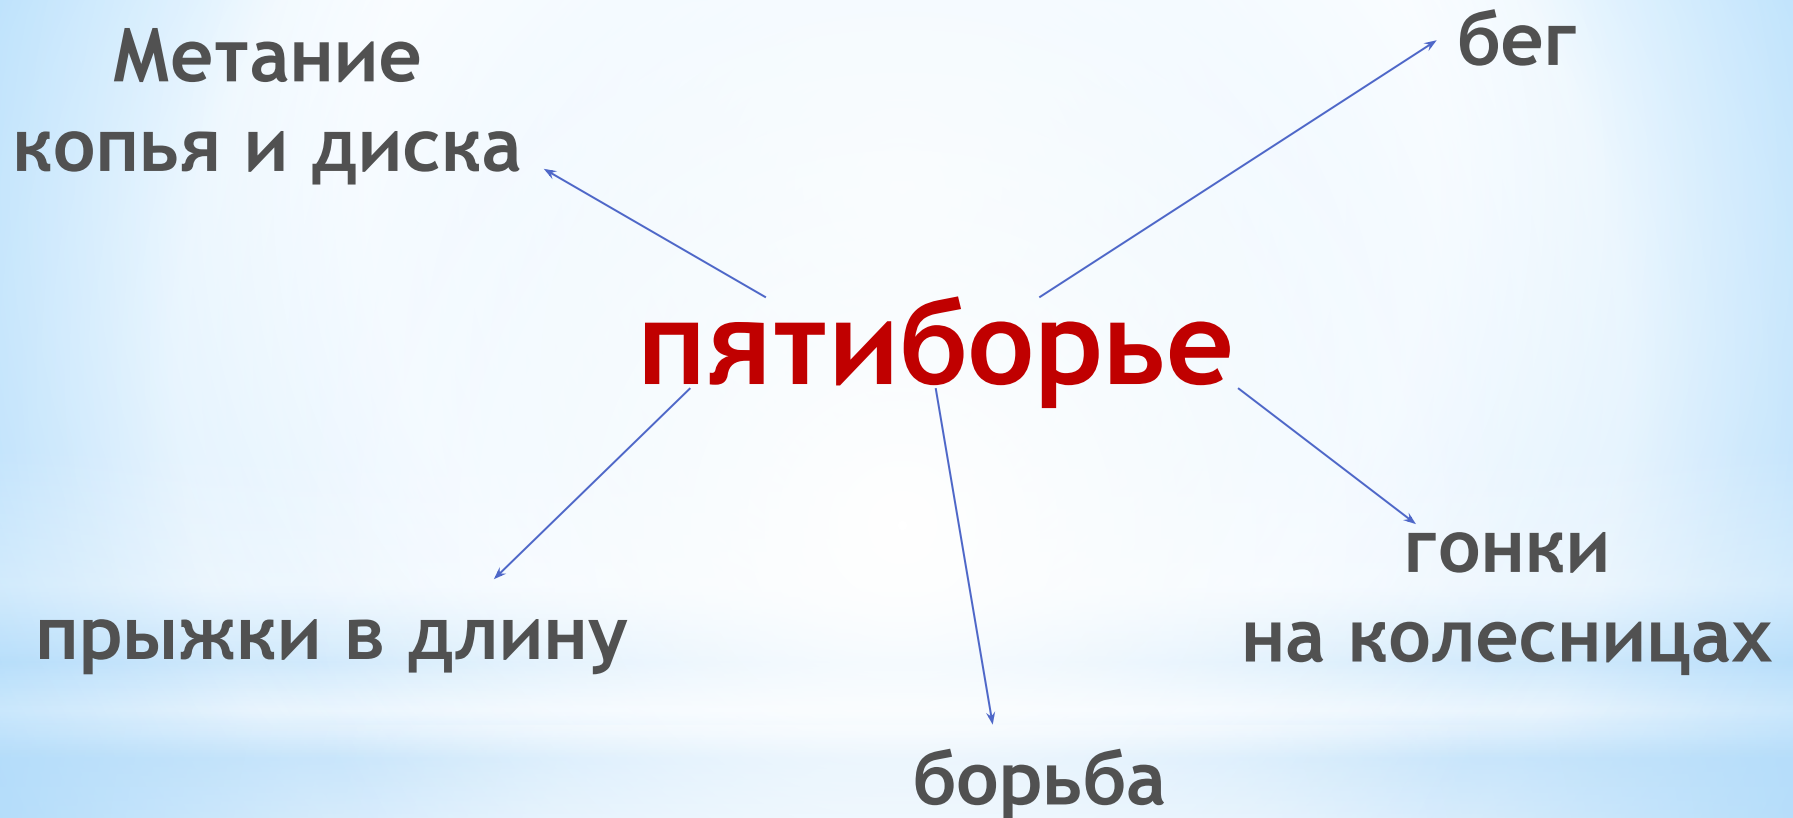 Метание
копья и диска
бег
пятиборье
прыжки в длину
гонки
на колесницах
борьба